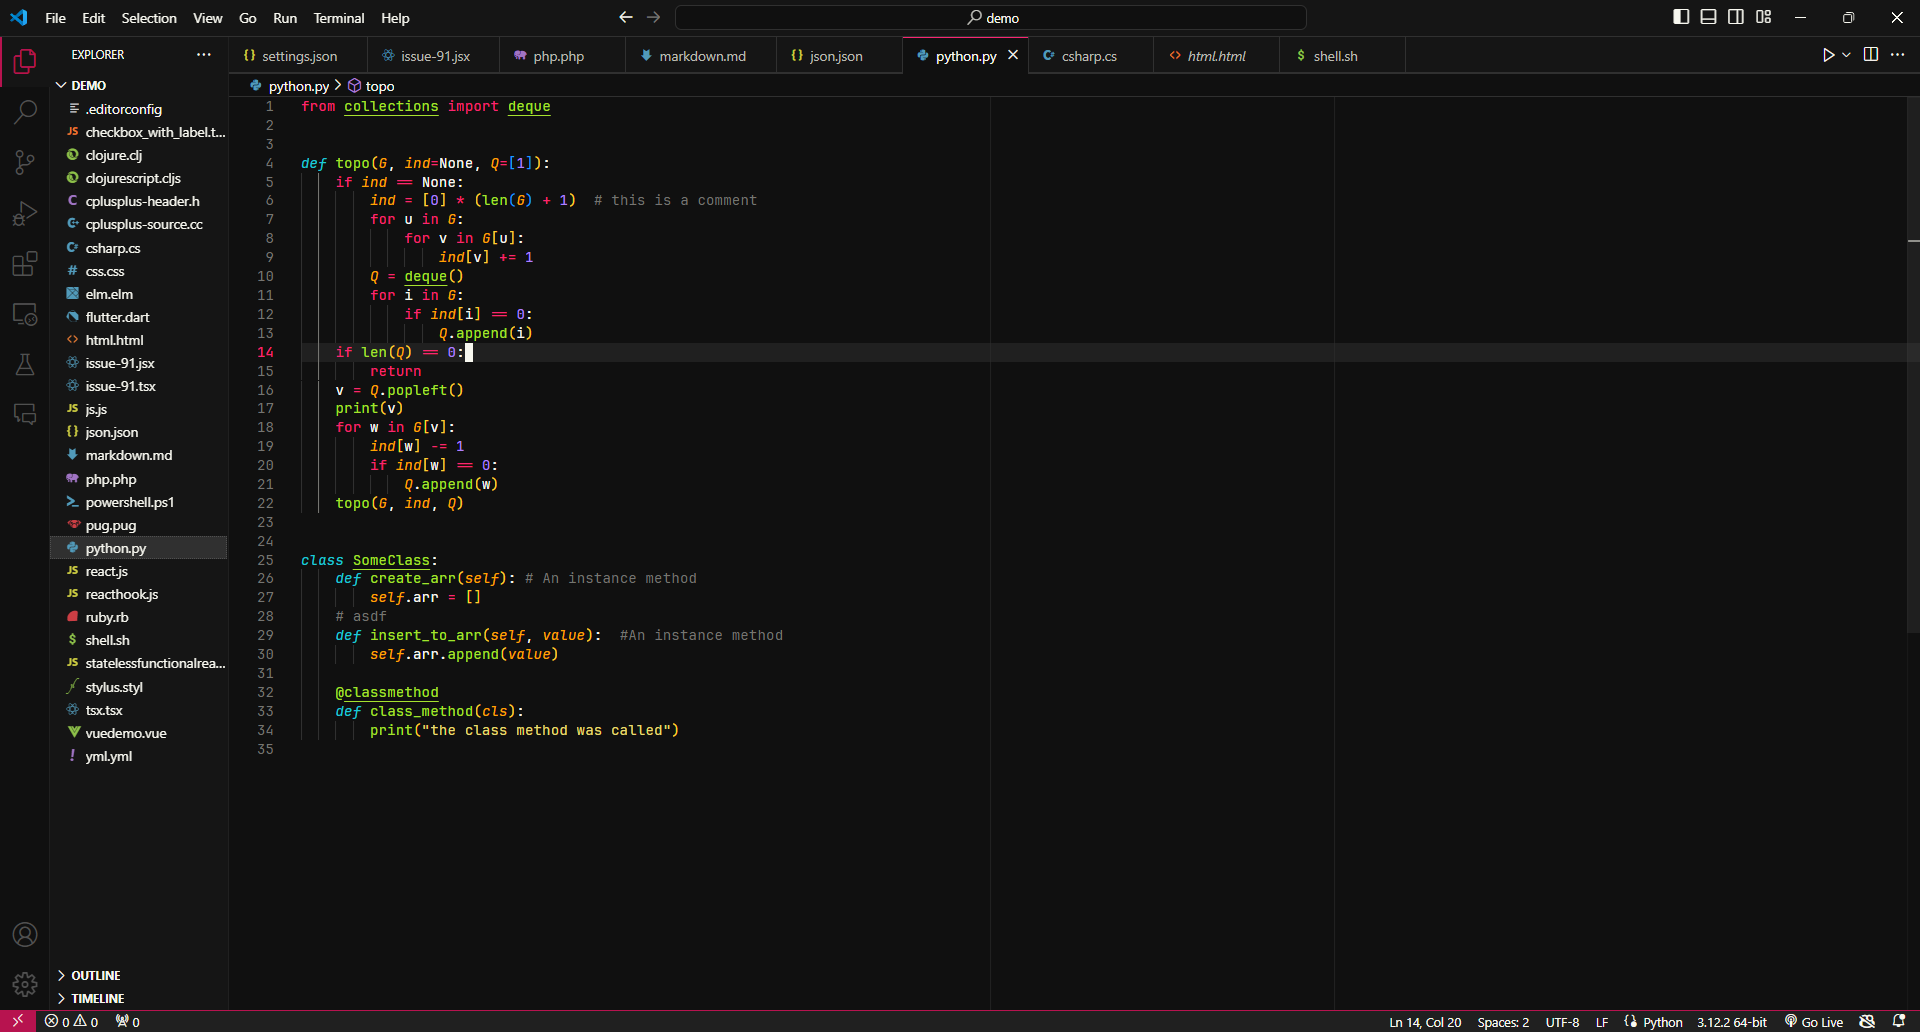 File Edit Selection View Go Run Terminal Help
demo
EXPLORER
settings.json
issue-91.jsx
php.php
markdown.md
json.json
python.py
csharp.cs
html.html
shell.sh
DEMO
.editorconfig
checkbox_with_label.t...
clojure.clj
clojurescript.cljs
cplusplus-header.h
cplusplus-source.cc
csharp.cs
css.css
elm.elm
flutter.dart
html.html
issue-91.jsx
issue-91.tsx
js.js
json.json
markdown.md
php.php
powershell.ps1
pug.pug
python.py
react.js
reacthook.js
ruby.rb
shell.sh
statelessfunctionalrea...
stylus.styl
tsx.tsx
vuedemo.vue
yml.yml
OUTLINE
TIMELINE
python.py > topo
1 from collections import deque
2
3
4 def topo(G, ind=None, Q=[1]):
5 if ind == None:
6 ind = [0] * (len(G) + 1)  # this is a comment
7 for u in G:
8 for v in G[u]:
9 ind[v] += 1
10 Q = deque()
11 for i in G:
12 if ind[i] == 0:
13 Q.append(i)
14 if len(Q) == 0:
15 return
16 v = Q.popleft()
17 print(v)
18 for w in G[v]:
19 ind[w] -= 1
20 if ind[w] == 0:
21 Q.append(w)
22 topo(G, ind, Q)
23
24
25 class SomeClass:
26 def create_arr(self): # An instance method
27 self.arr = []
28 # asdf
29 def insert_to_arr(self, value):  #An instance method
30 self.arr.append(value)
31
32 @classmethod
33 def class_method(cls):
34 print("the class method was called")
35
0 0 0
Ln 14, Col 20 Spaces: 2 UTF-8 LF Python 3.12.2 64-bit Go Live